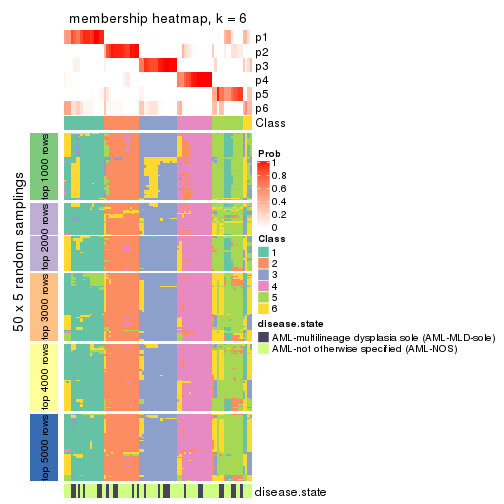 membership heatmap, k = 6
p1
p2
p3
p4
p5
p6
Class
50 x 5 random samplings
top 1000 rows
top 2000 rows
top 3000 rows
top 4000 rows
top 5000 rows
Prob
1
0.8
0.6
0.4
0.2
0
Class
1
2
3
4
5
6
disease.state
AML-multilineage dysplasia sole (AML-MLD-sole)
AML-not otherwise specified (AML-NOS)
disease.state